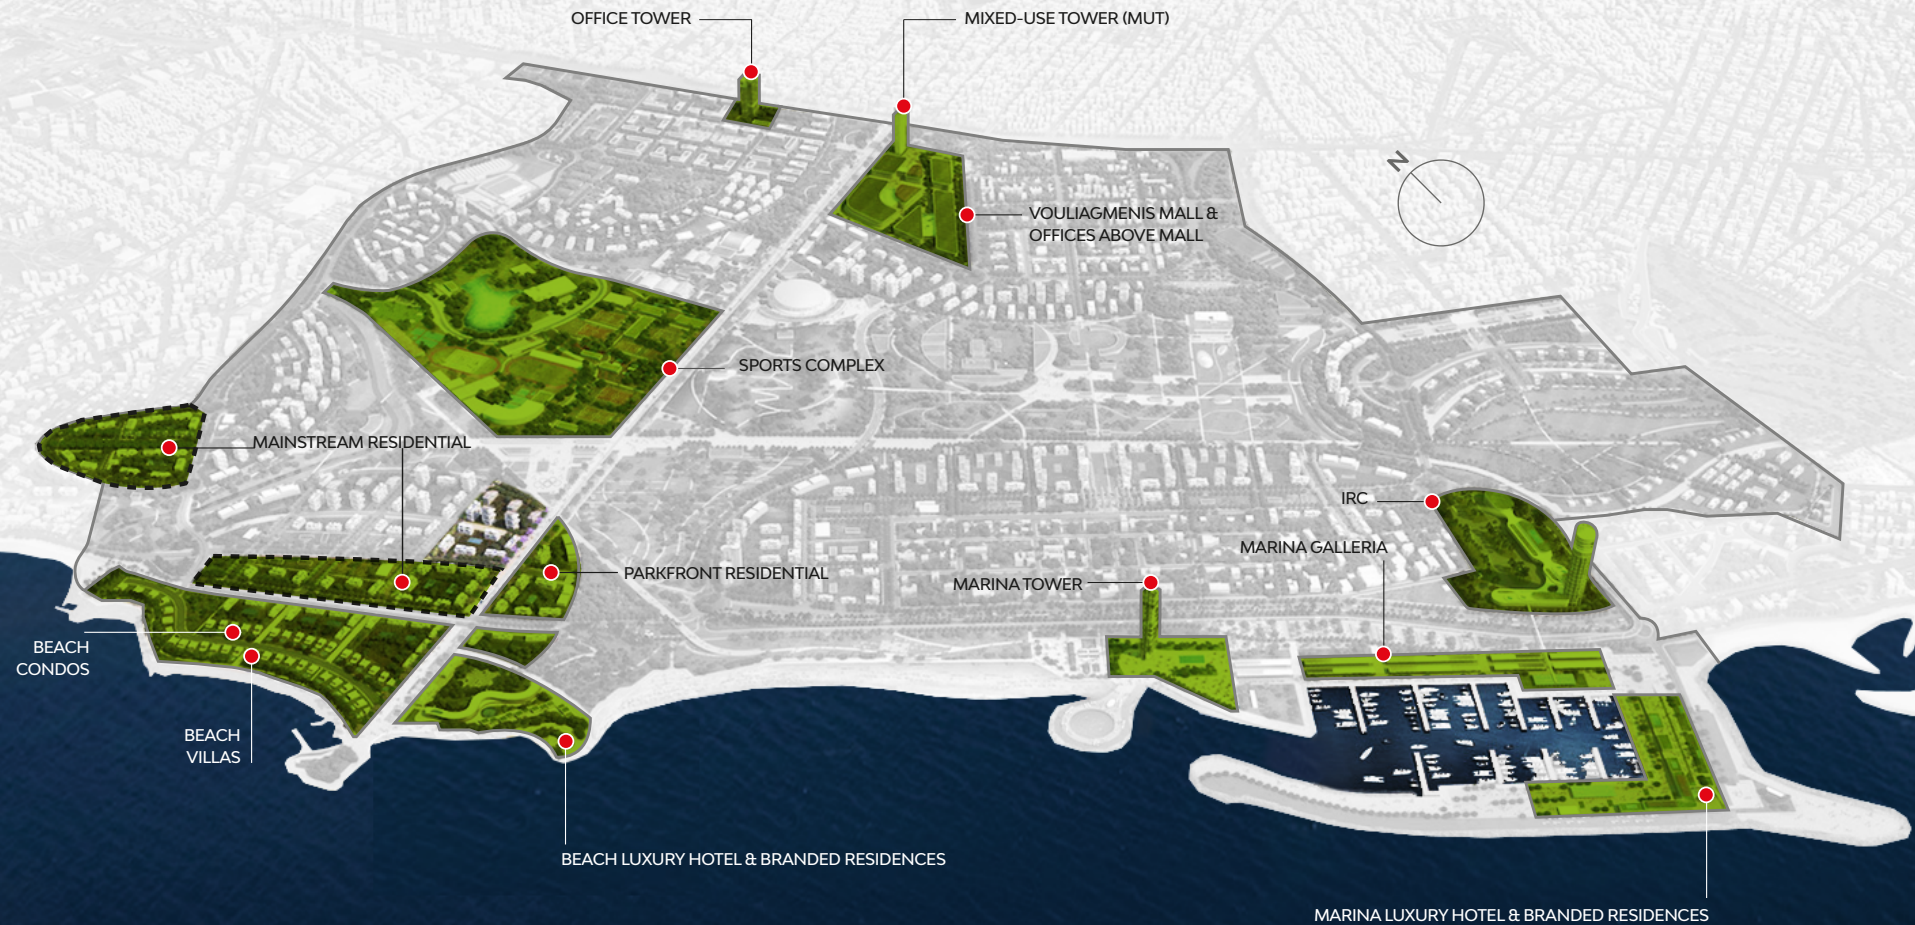 OFFICE TOWER
MIXED-USE TOWER (MUT)
N
VOULIAGMENIS MALL &
OFFICES ABOVE MALL
SPORTS COMPLEX
MAINSTREAM RESIDENTIAL
IRC
MARINA GALLERIA
PARKFRONT RESIDENTIAL
MARINA TOWER
BEACH
CONDOS
BEACH
VILLAS
BEACH LUXURY HOTEL & BRANDED RESIDENCES
MARINA LUXURY HOTEL & BRANDED RESIDENCES